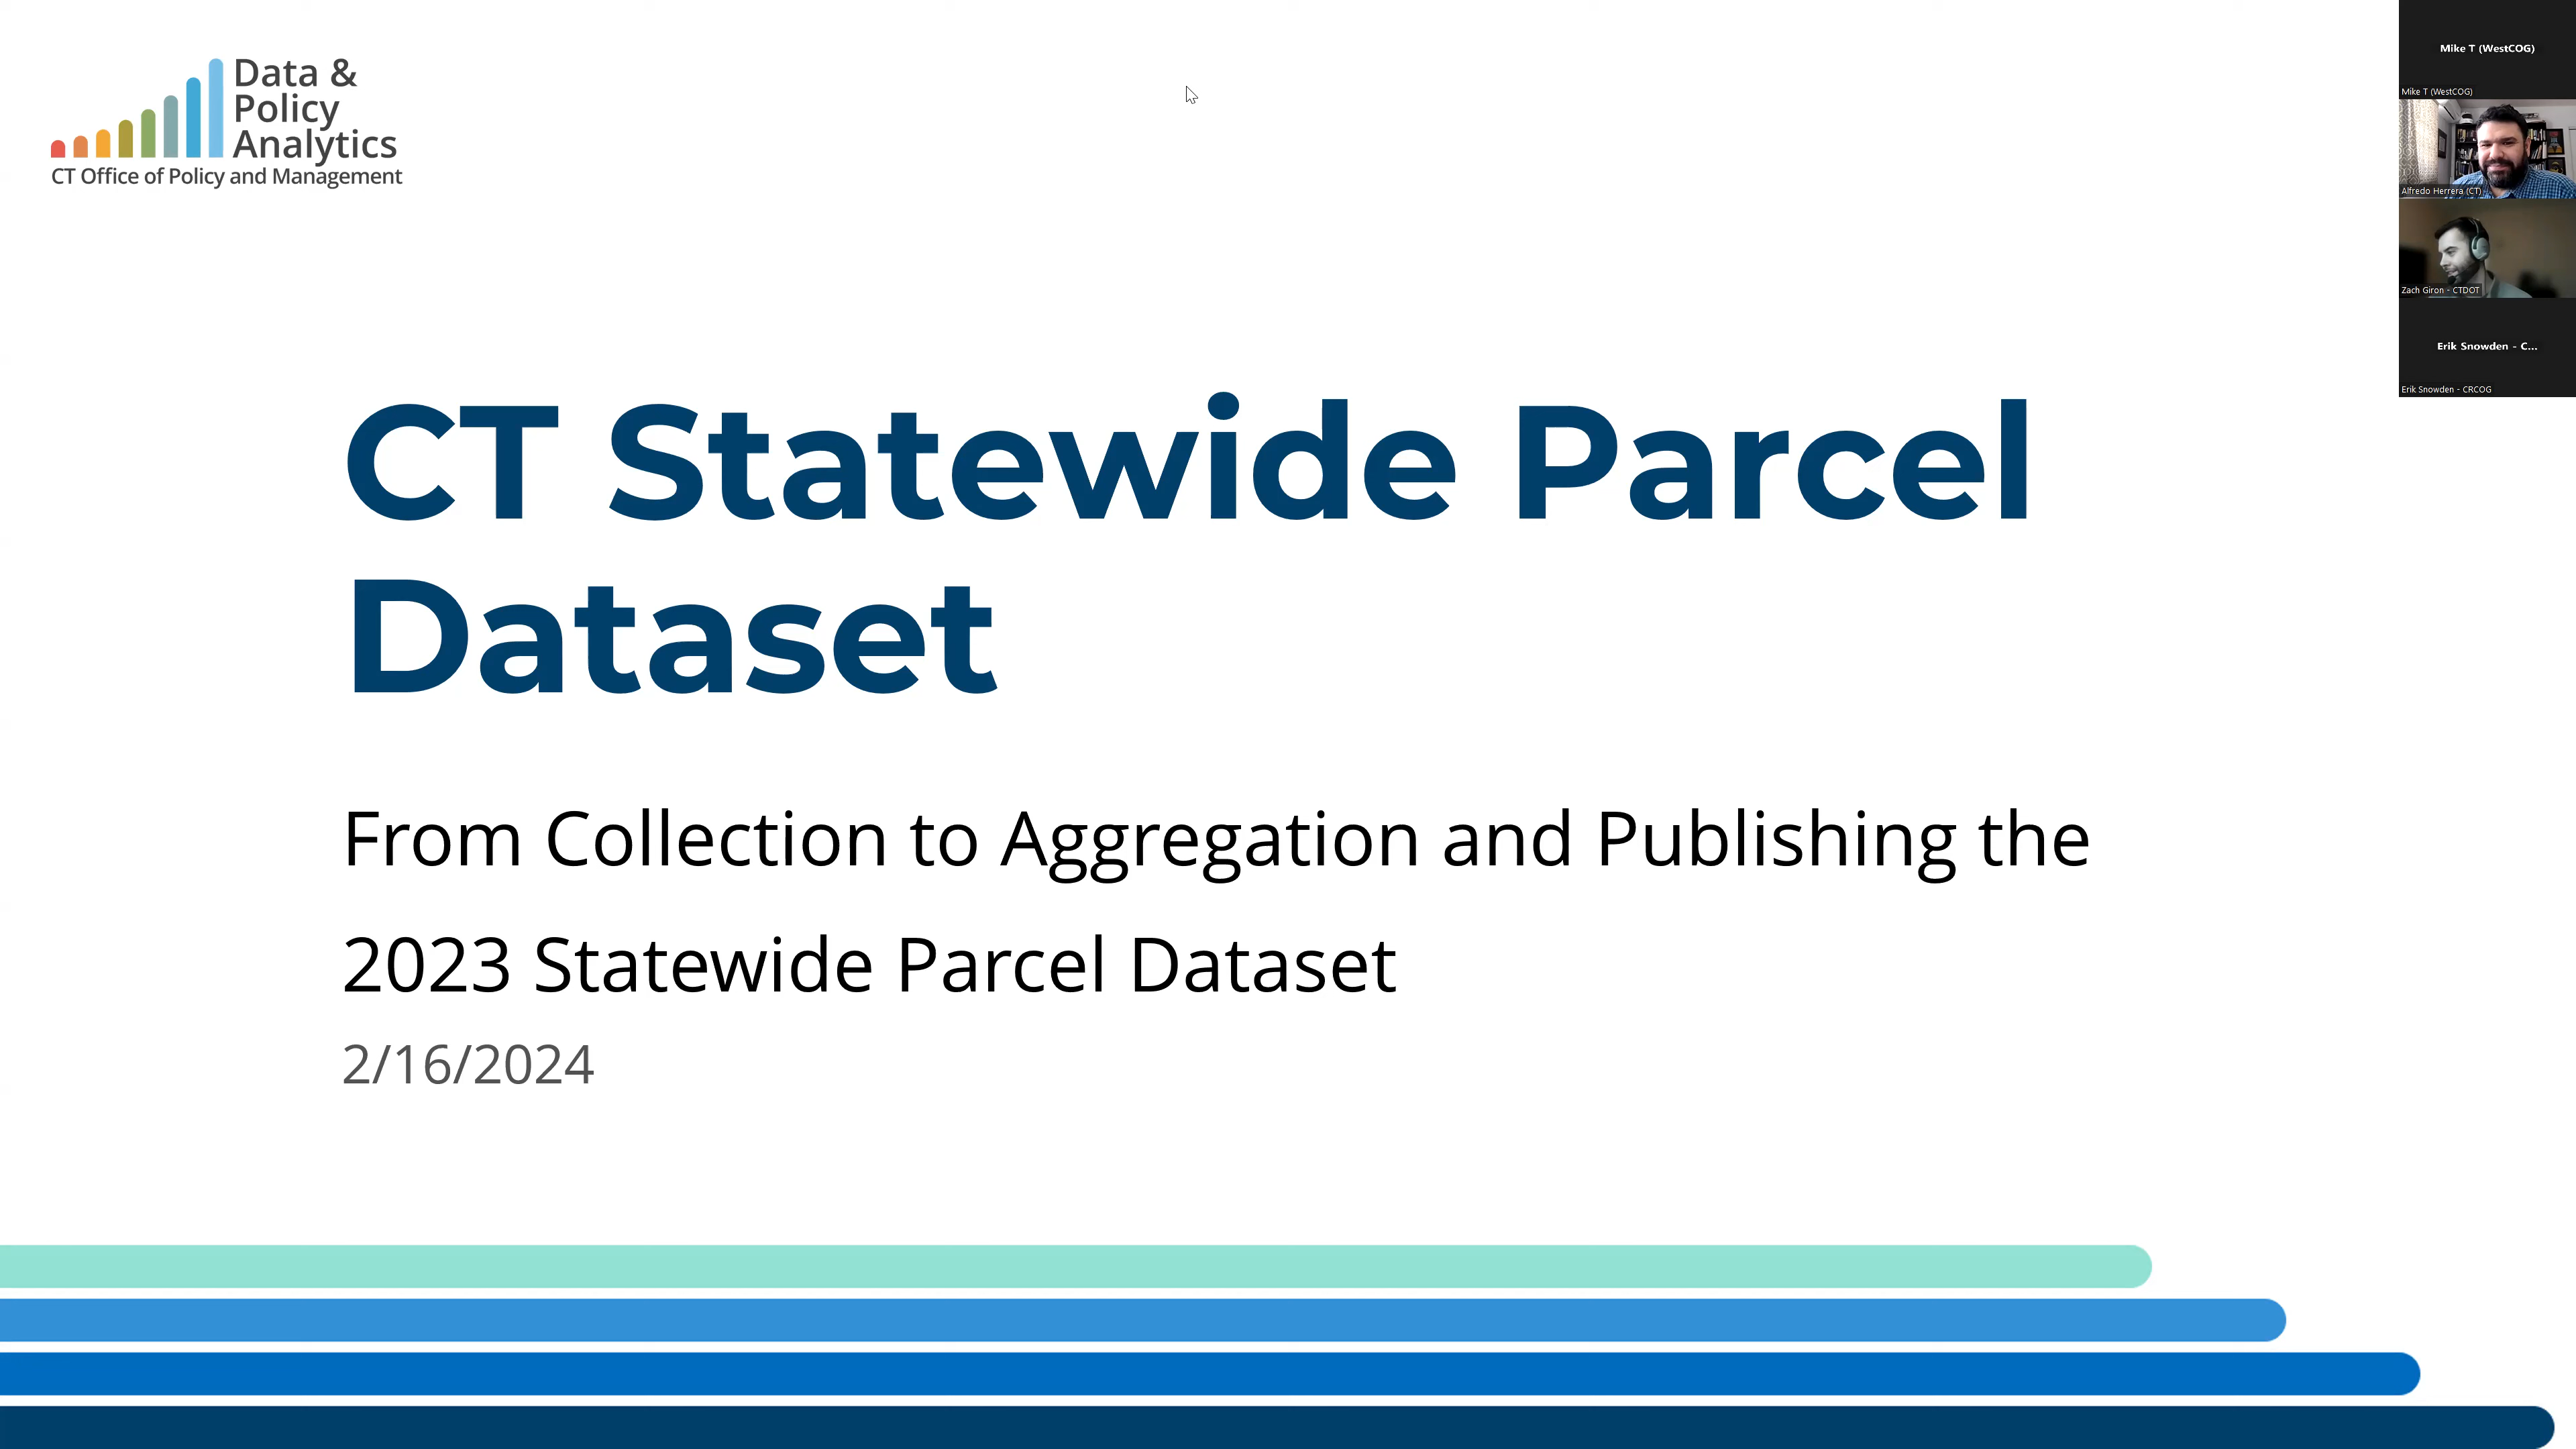 Data &
Policy
Analytics
CT Office of Policy and Management
CT Statewide Parcel
Dataset
From Collection to Aggregation and Publishing the
2023 Statewide Parcel Dataset
2/16/2024
Mike T (WestCOG)
Mike T (WestCOG)
Alfredo Herrera (CT)
Zach Giron - CTDOT
Erik Snowden - C...
Erik Snowden - CRCOG